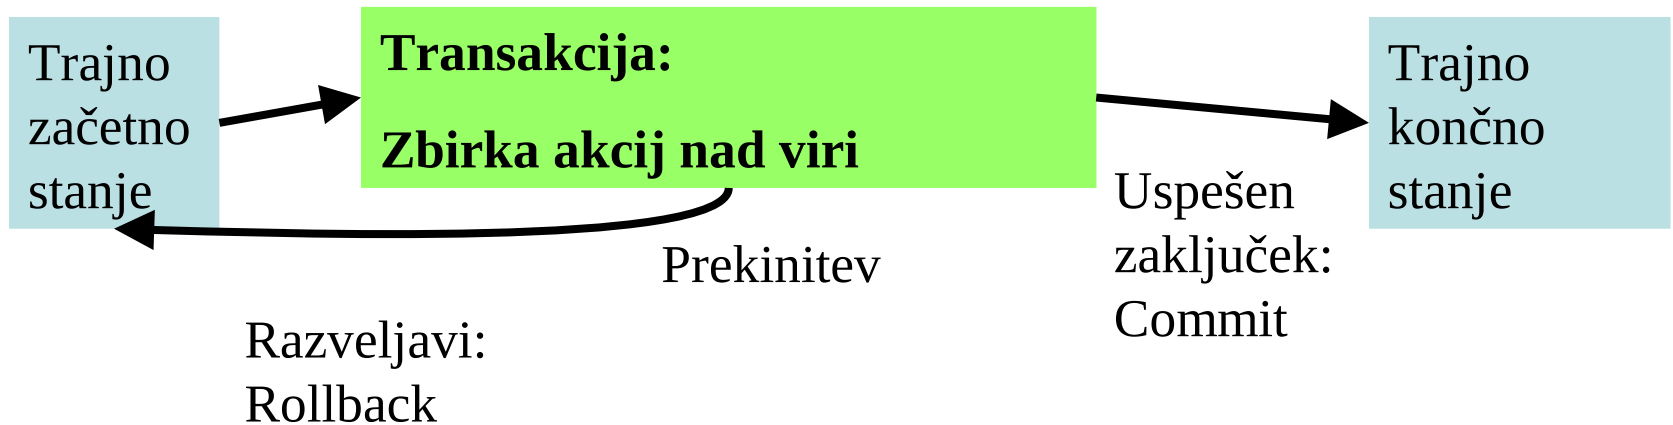 Trajno
začetno
stanje
Transakcija:
Zbirka akcij nad viri
Trajno
končno
stanje
Uspešen
zaključek:
Commit
Prekinitev
Razveljavi:
Rollback